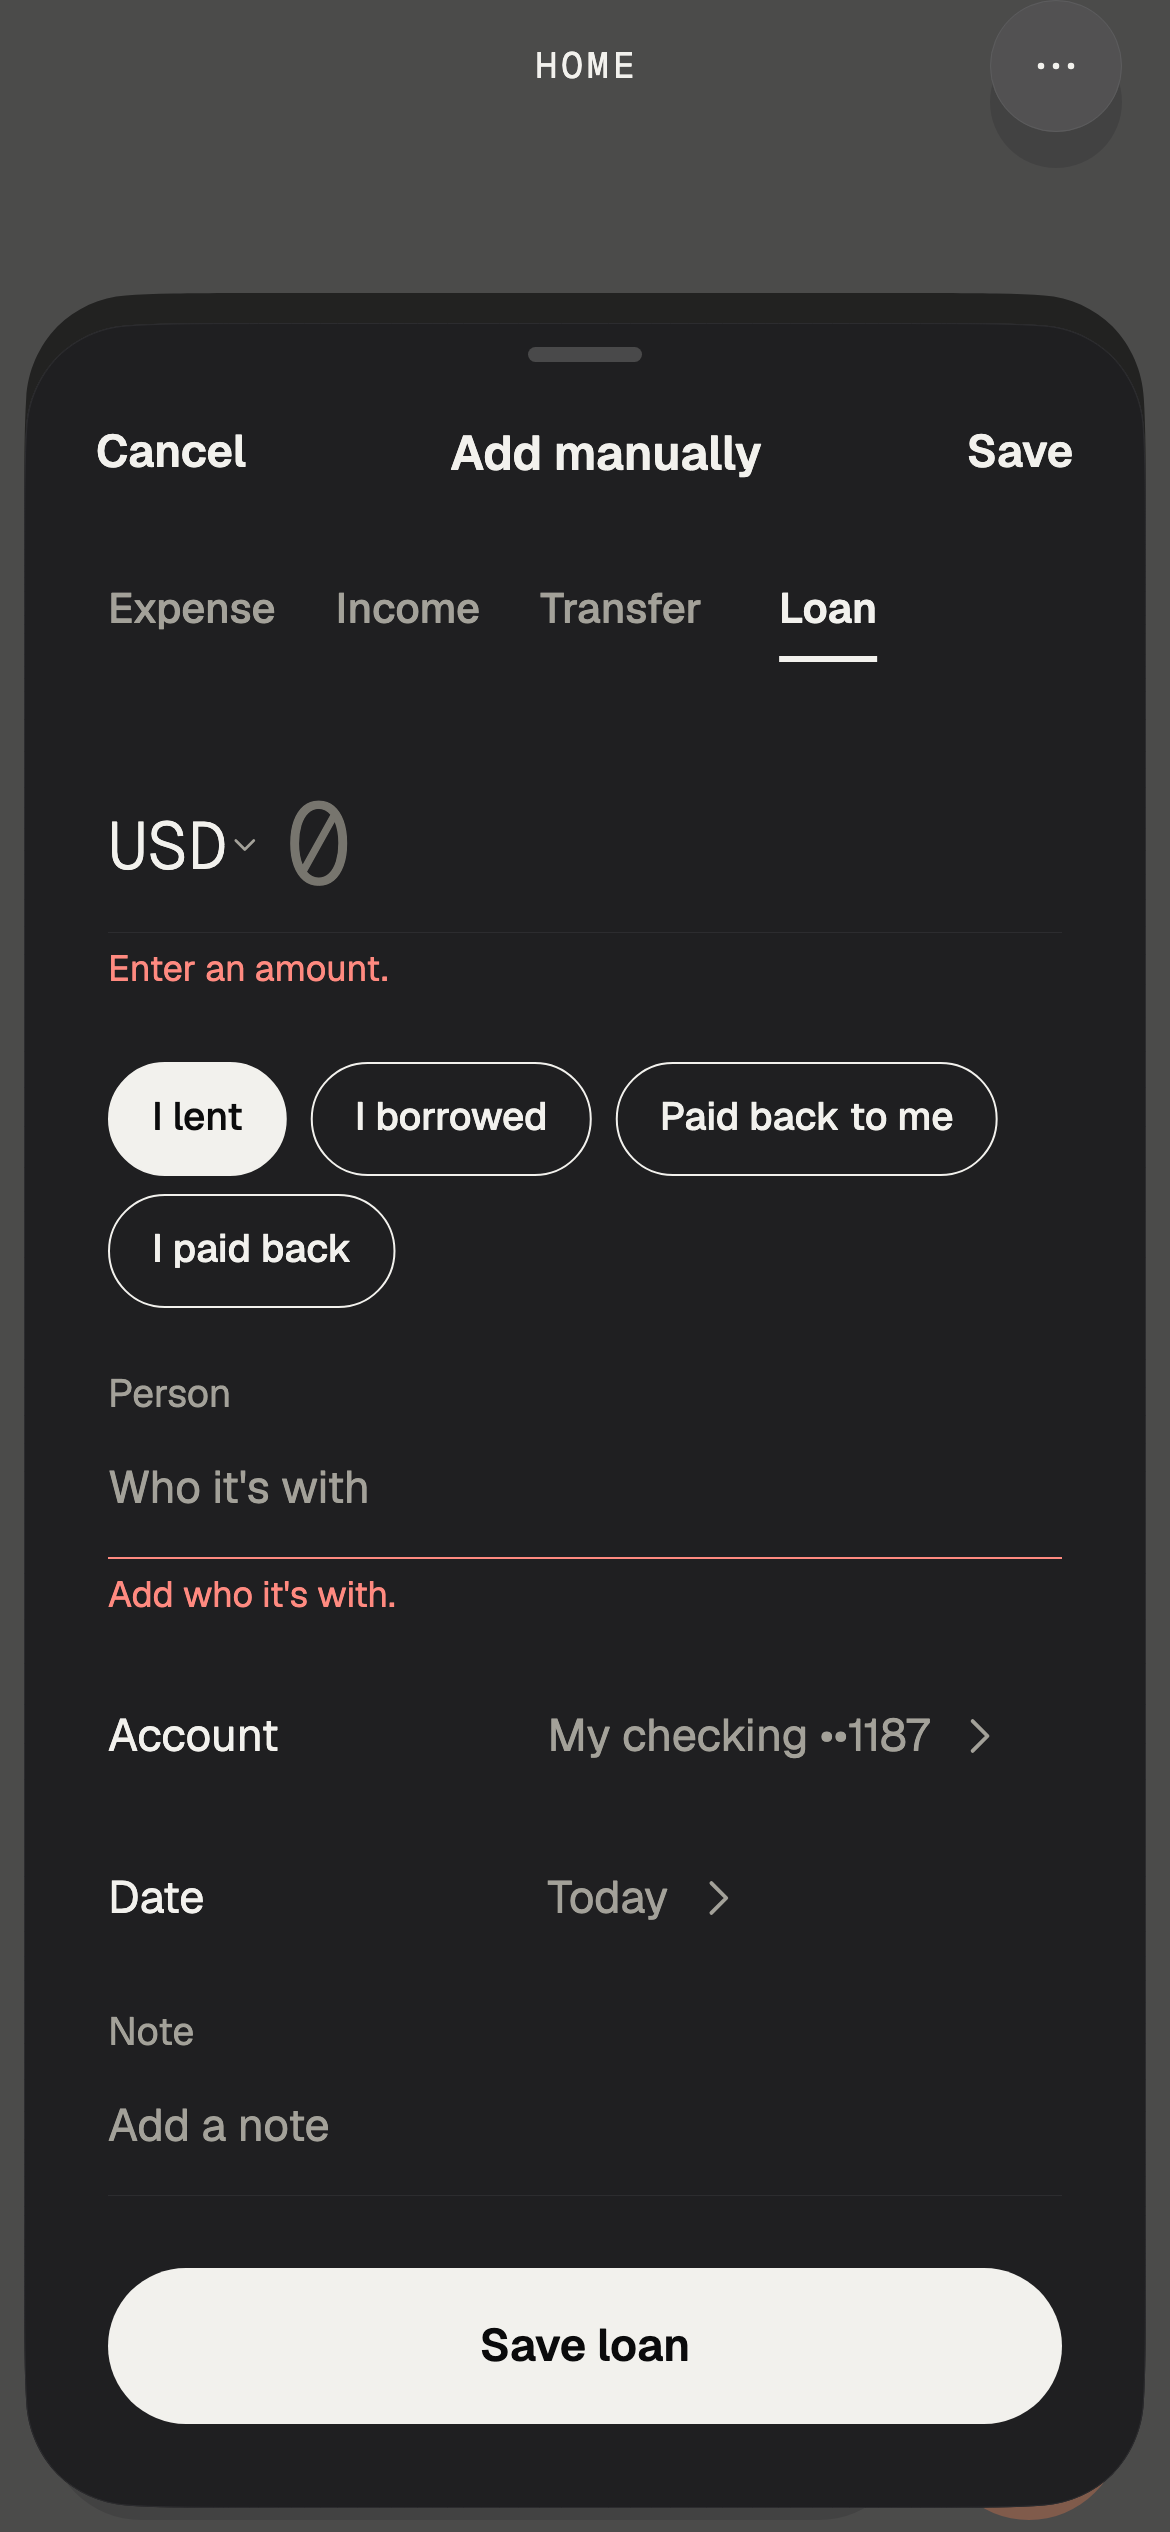 HOME
Cancel
Add manually
Save
Expense
Income
Transfer
Loan
USD 0
Enter an amount.
I lent
I borrowed
Paid back to me
I paid back
Person
Who it's with
Add who it's with.
Account
My checking ••1187
Date
Today
Note
Add a note
Save loan